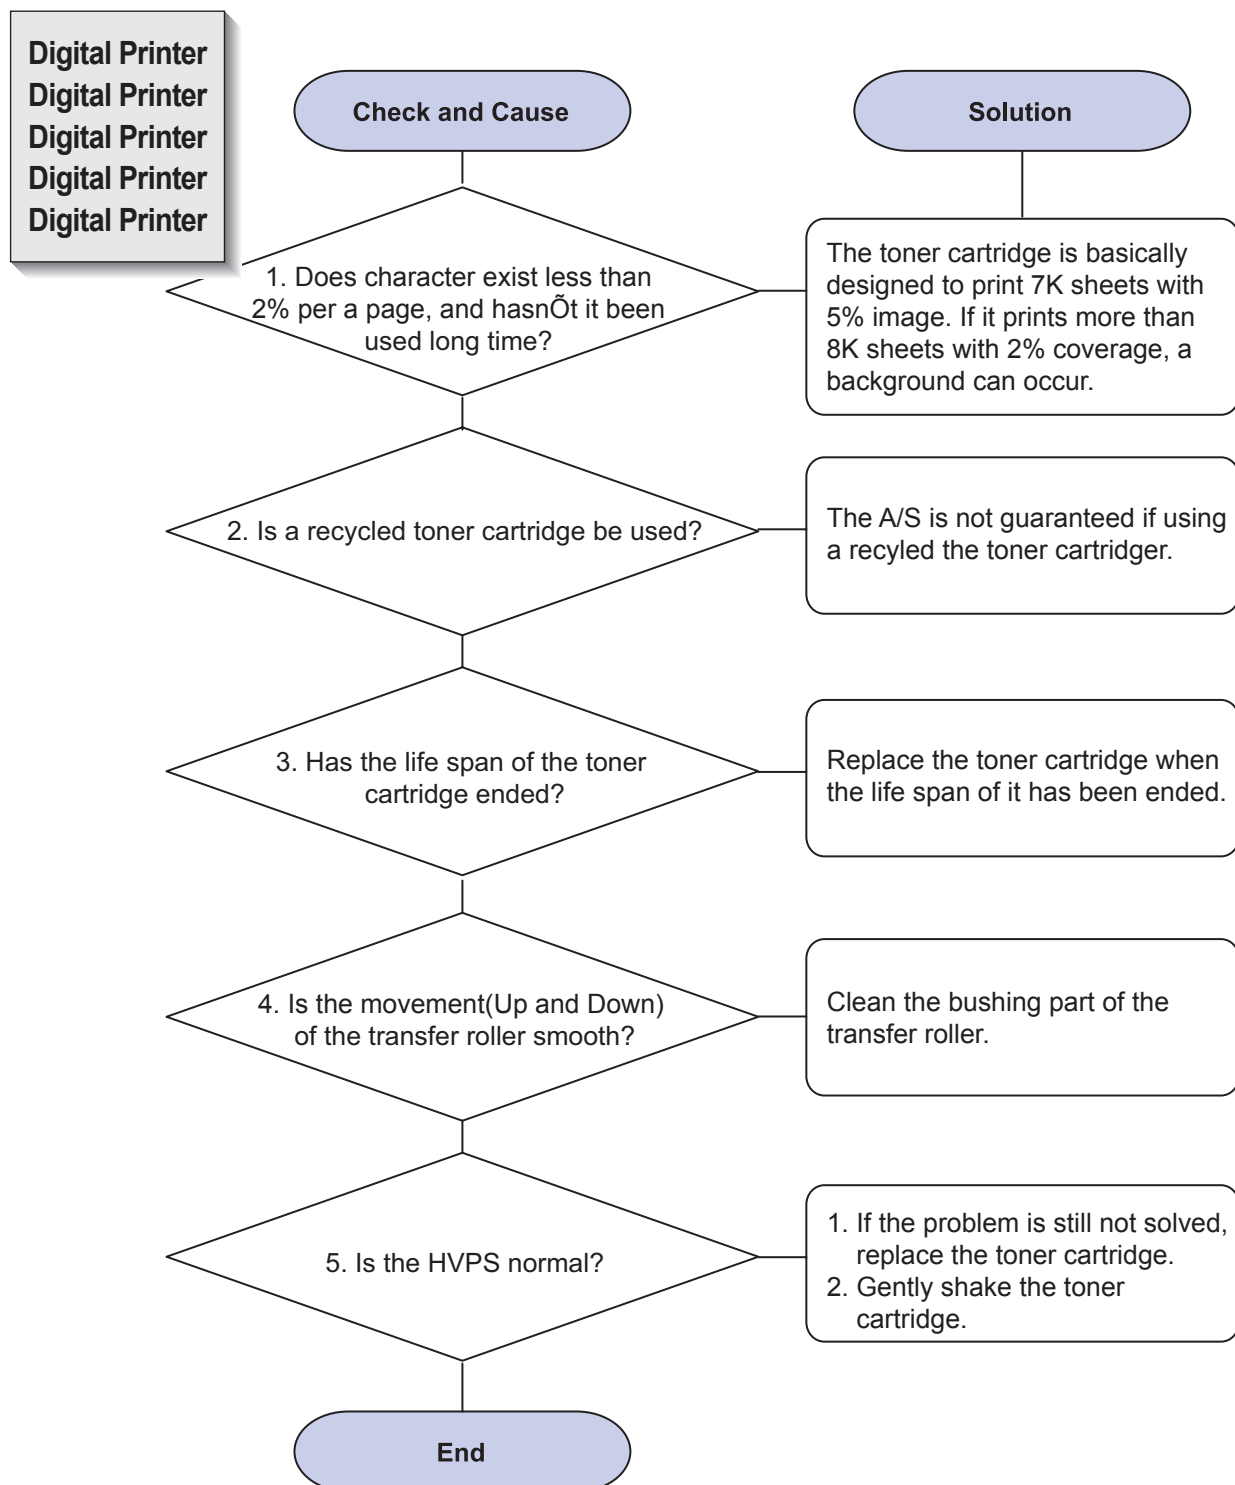 Digital Printer
Digital Printer
Digital Printer
Digital Printer
Digital Printer
Check and Cause
Solution
1. Does character exist less than
2% per a page, and hasnÕt it been
used long time?
The toner cartridge is basically
designed to print 7K sheets with
5% image. If it prints more than
8K sheets with 2% coverage, a
background can occur.
2. Is a recycled toner cartridge be used?
The A/S is not guaranteed if using
a recyled the toner cartridger.
3. Has the life span of the toner
cartridge ended?
Replace the toner cartridge when
the life span of it has been ended.
4. Is the movement(Up and Down)
of the transfer roller smooth?
Clean the bushing part of the
transfer roller.
5. Is the HVPS normal?
1. If the problem is still not solved,
replace the toner cartridge.
2. Gently shake the toner
cartridge.
End